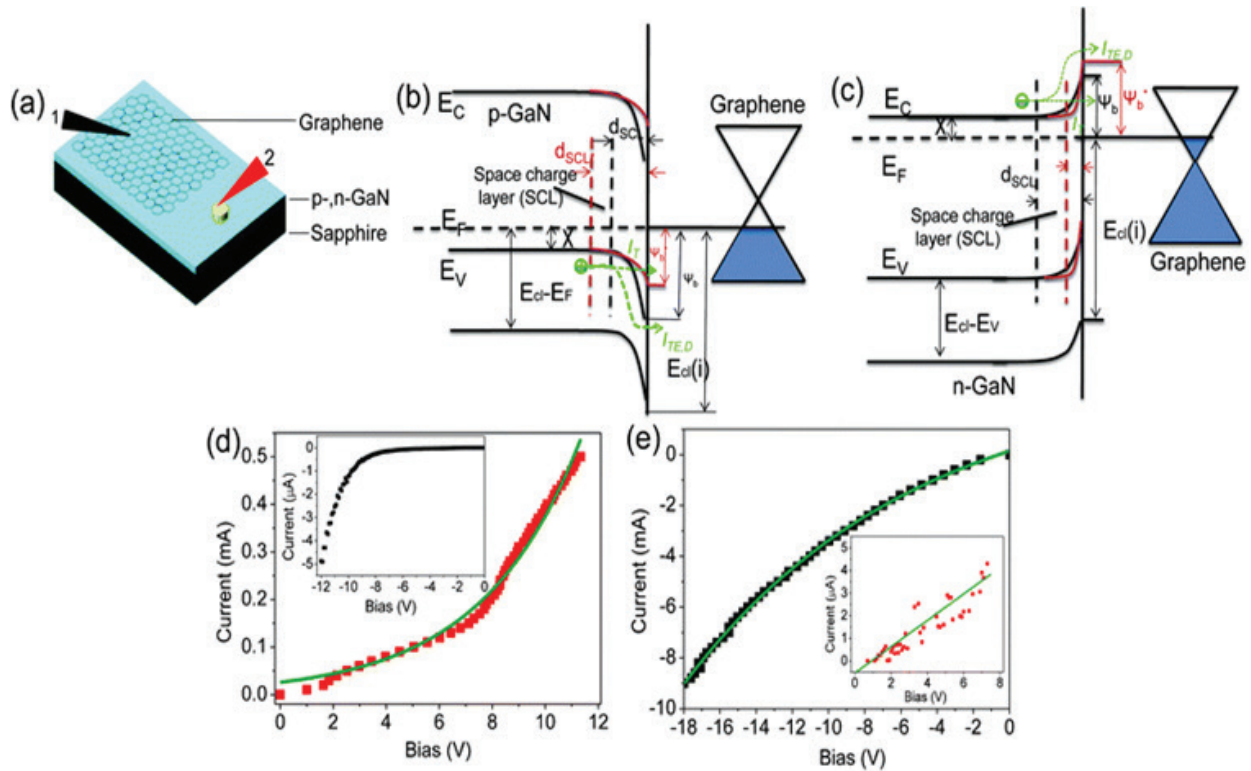 (a)
1
2
Graphene
p-,n-GaN
Sapphire
(b)
E_C
p-GaN
Graphene
d_SCL
d_SCL
Space charge
layer (SCL)
E_F
X
E_V
I_T
Ψ_b
Ψ_b
E_cl-E_F
I_TE,D
E_cl(i)
(c)
I_TE,D
E_C
X
Ψ_b
Ψ_b*
E_F
d_SCL
Space charge
layer (SCL)
E_cl(i)
E_V
E_cl-E_V
n-GaN
Graphene
(d)
Current (mA)
0.5
0.4
0.3
0.2
0.1
0.0
0 2 4 6 8 10 12
Bias (V)
Current (μA)
0
-1
-2
-3
-4
-5
-12 -10 -8 -6 -4 -2 0
Bias (V)
(e)
Current (mA)
0
-2
-4
-6
-8
-10
-18 -16 -14 -12 -10 -8 -6 -4 -2 0
Bias (V)
Current (μA)
5
4
3
2
1
0
0 2 4 6 8
Bias (V)